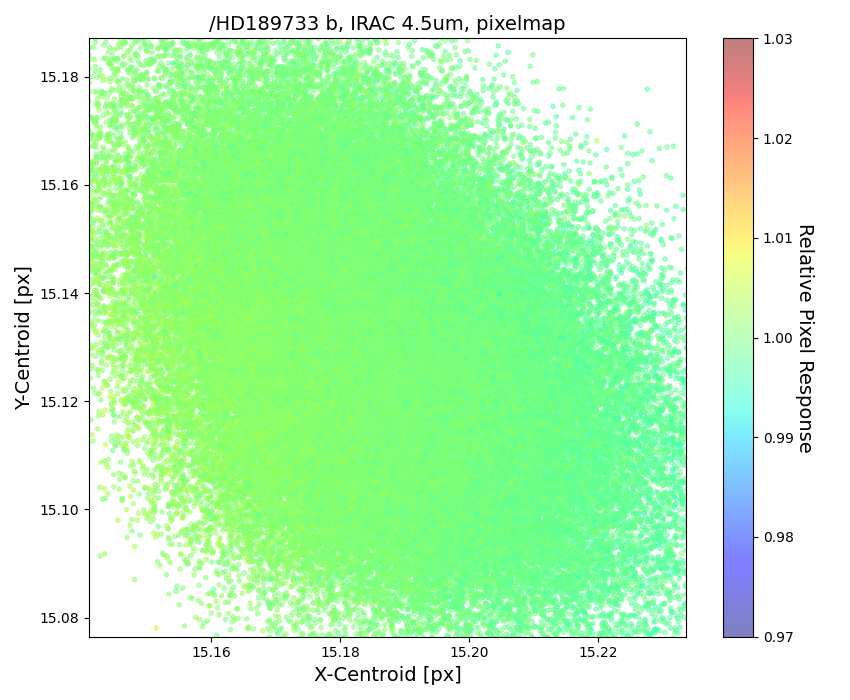 /HD189733 b, IRAC 4.5um, pixelmap
15.18
15.16
15.14
15.12
15.10
15.08
Y-Centroid [px]
15.16 15.18 15.20 15.22
X-Centroid [px]
1.03
1.02
1.01
1.00
0.99
0.98
0.97
Relative Pixel Response